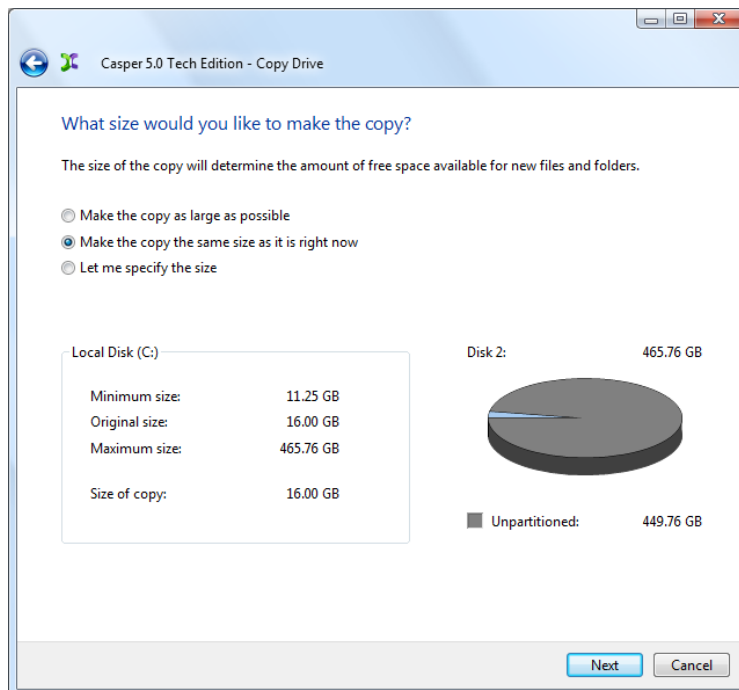 Casper 5.0 Tech Edition - Copy Drive
What size would you like to make the copy?
The size of the copy will determine the amount of free space available for new files and folders.
Make the copy as large as possible
Make the copy the same size as it is right now
Let me specify the size
Local Disk (C:)
Minimum size: 11.25 GB
Original size: 16.00 GB
Maximum size: 465.76 GB
Size of copy: 16.00 GB
Disk 2: 465.76 GB
Unpartitioned: 449.76 GB
Next Cancel